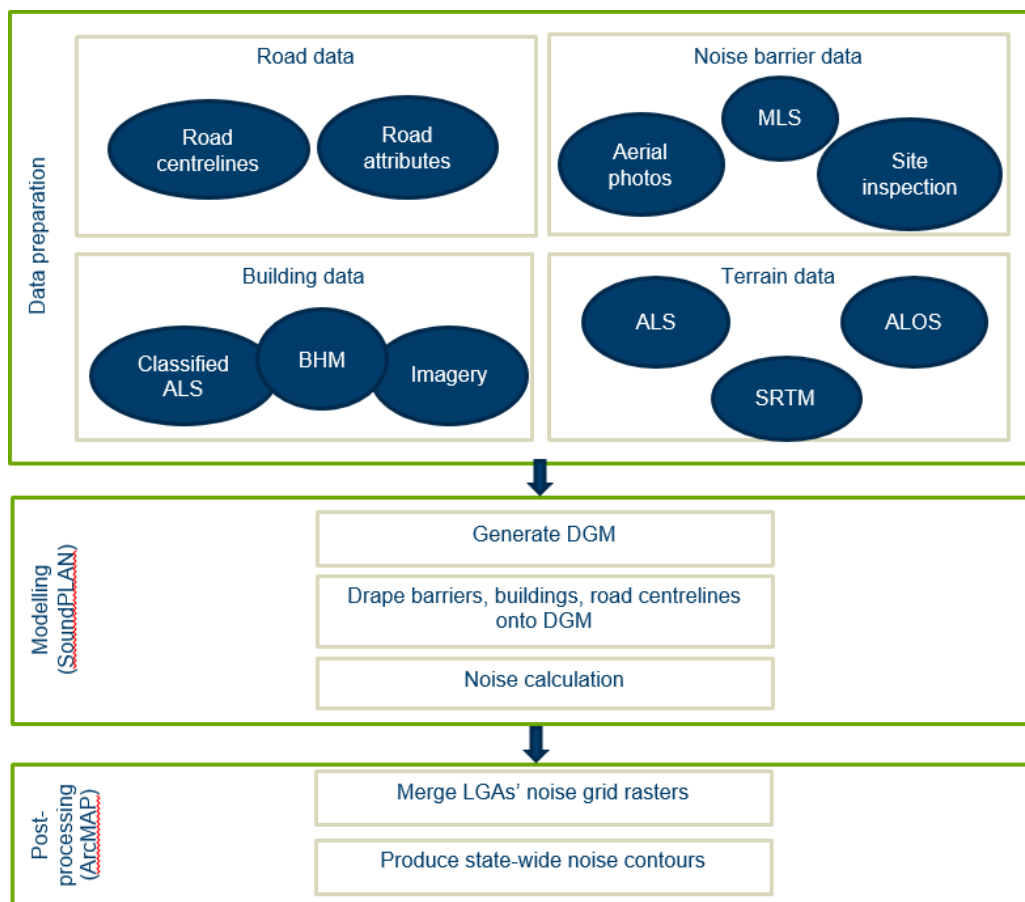 Data preparation
Road data
Road
centrelines
Road
attributes
Noise barrier data
MLS
Aerial
photos
Site
inspection
Building data
Classified
ALS
BHM
Imagery
Terrain data
ALS
ALOS
SRTM
Modelling
(SoundPLAN)
Generate DGM
Drape barriers, buildings, road centrelines
onto DGM
Noise calculation
Post-
processing
(ArcMAP)
Merge LGAs’ noise grid rasters
Produce state-wide noise contours